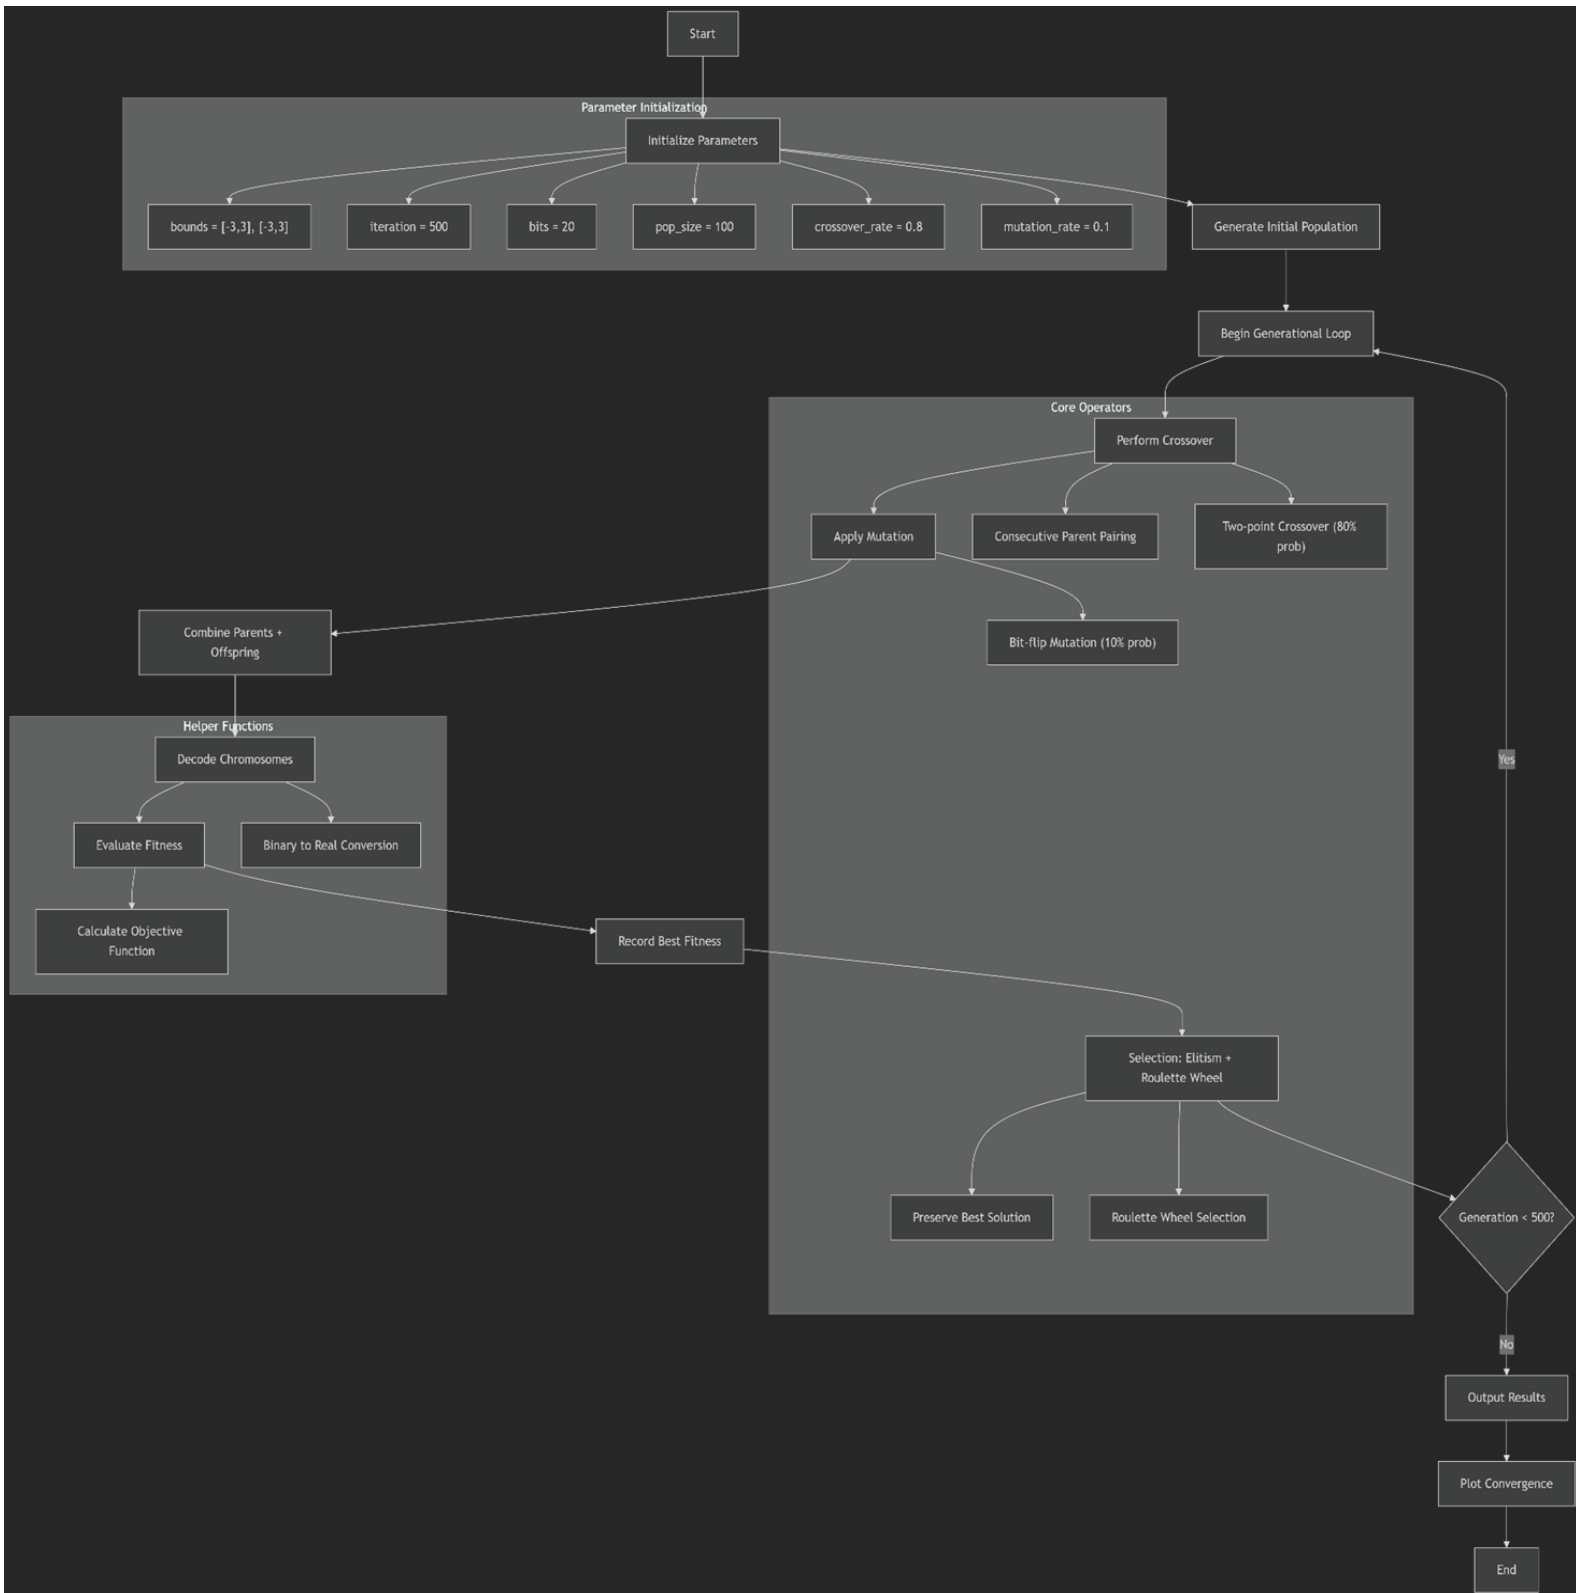 Start
Parameter Initialization
Initialize Parameters
bounds = [-3,3], [-3,3]
iteration = 500
bits = 20
pop_size = 100
crossover_rate = 0.8
mutation_rate = 0.1
Generate Initial Population
Begin Generational Loop
Core Operators
Perform Crossover
Apply Mutation
Consecutive Parent Pairing
Two-point Crossover (80%
prob)
Combine Parents +
Offspring
Bit-flip Mutation (10% prob)
Helper Functions
Decode Chromosomes
Yes
Evaluate Fitness
Binary to Real Conversion
Calculate Objective
Function
Record Best Fitness
Selection: Elitism +
Roulette Wheel
Preserve Best Solution
Roulette Wheel Selection
Generation < 500?
No
Output Results
Plot Convergence
End